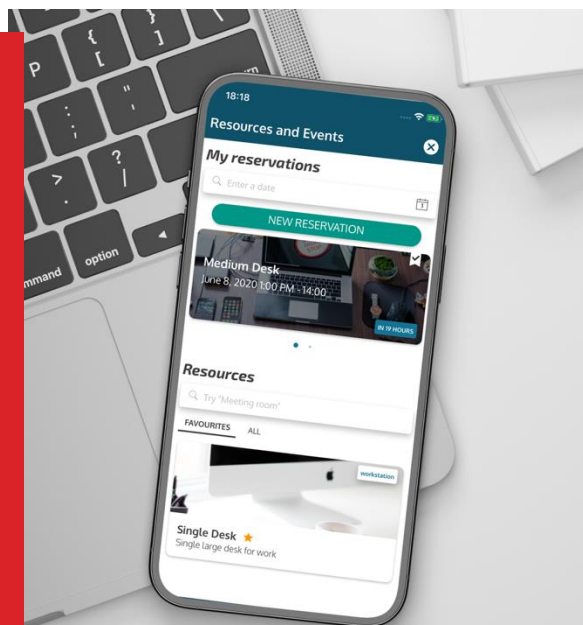 P
{
[
}
]
:
;
"
'
>
.
?
/
mmand
option
18:18
Resources and Events
My reservations
Enter a date
1
NEW RESERVATION
Medium Desk
June 8, 2020 1:00 PM - 14:00
IN 19 HOURS
Resources
Try "Meeting room"
FAVOURITES ALL
workstation
Single Desk
Single large desk for work